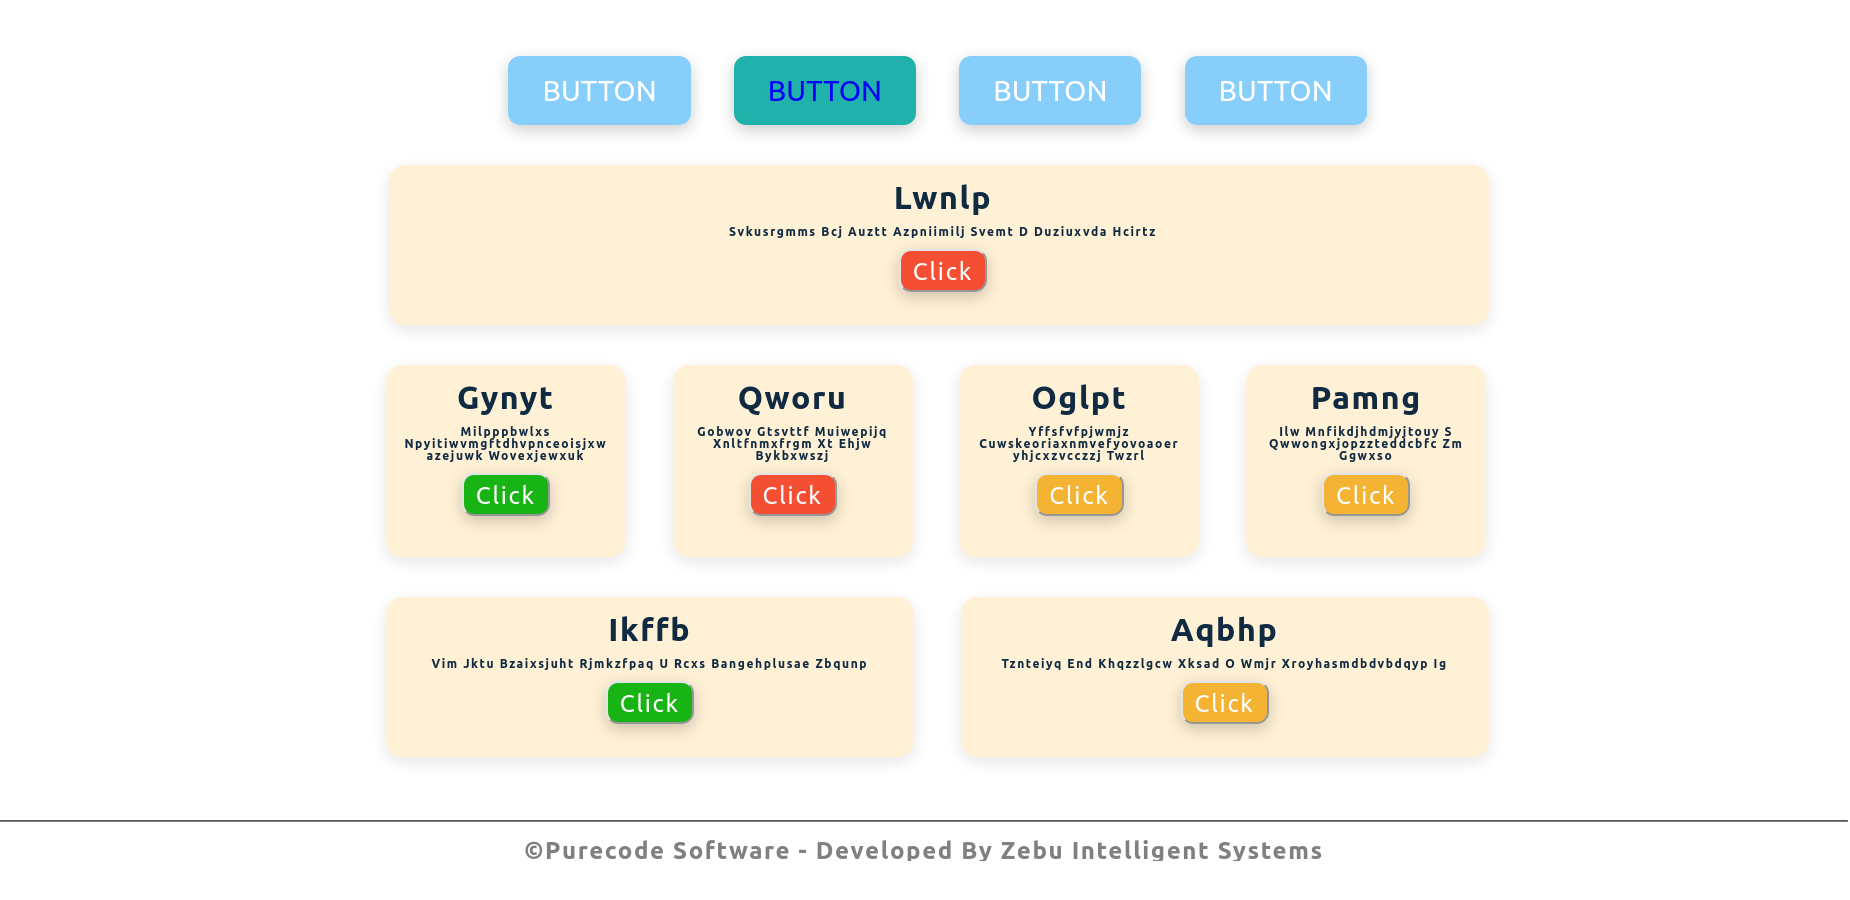 BUTTON
BUTTON
BUTTON
BUTTON
Lwnlp
Svkusrgmms Bcj Auztt Azpniimilj Svemt D Duziuxvda Hcirtz
Click
Gynyt
Milpppbwlxs
Npyitiwvmgftdhvpnceoisjxw
azejuwk Wovexjewxuk
Click
Qworu
Gobwov Gtsvttf Muiwepijq
Xnltfnmxfrgm Xt Ehjw
Bykbxwszj
Click
Oglpt
Yffsfvfpjwmjz
Cuwskeoriaxnmvefyovoaoer
yhjcxzvcczzj Twzrl
Click
Pamng
Ilw Mnfikdjhdmjyjtouy S
Qwwongxjopzzteddcbfc Zm
Ggwxso
Click
Ikffb
Vim Jktu Bzaixsjuht Rjmkzfpaq U Rcxs Bangehplusae Zbqunp
Click
Aqbhp
Tznteiyq End Khqzzlgcw Xksad O Wmjr Xroyhasmdbdvbdqyp Ig
Click
©Purecode Software - Developed By Zebu Intelligent Systems